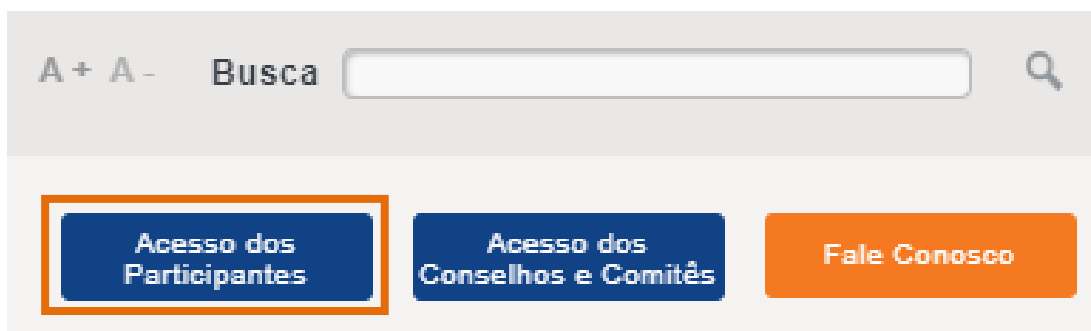 A+ A- Busca
Acesso dos
Participantes
Acesso dos
Conselhos e Comitês
Fale Conosco